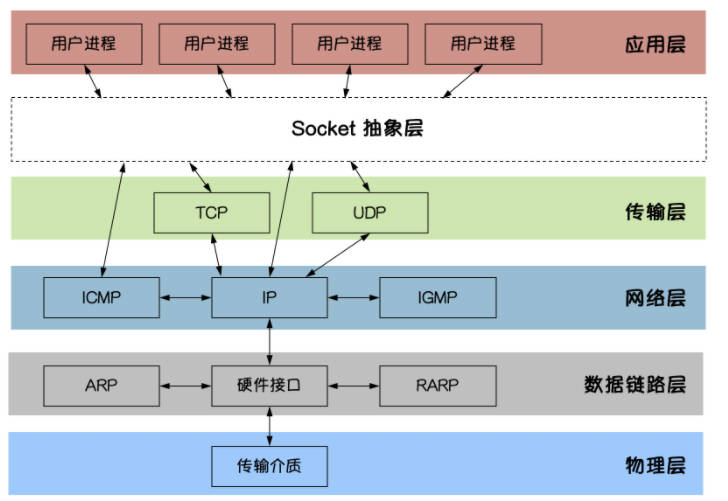 用户进程 用户进程 用户进程 用户进程 应用层
Socket 抽象层
TCP UDP 传输层
ICMP IP IGMP 网络层
ARP 硬件接口 RARP 数据链路层
传输介质 物理层